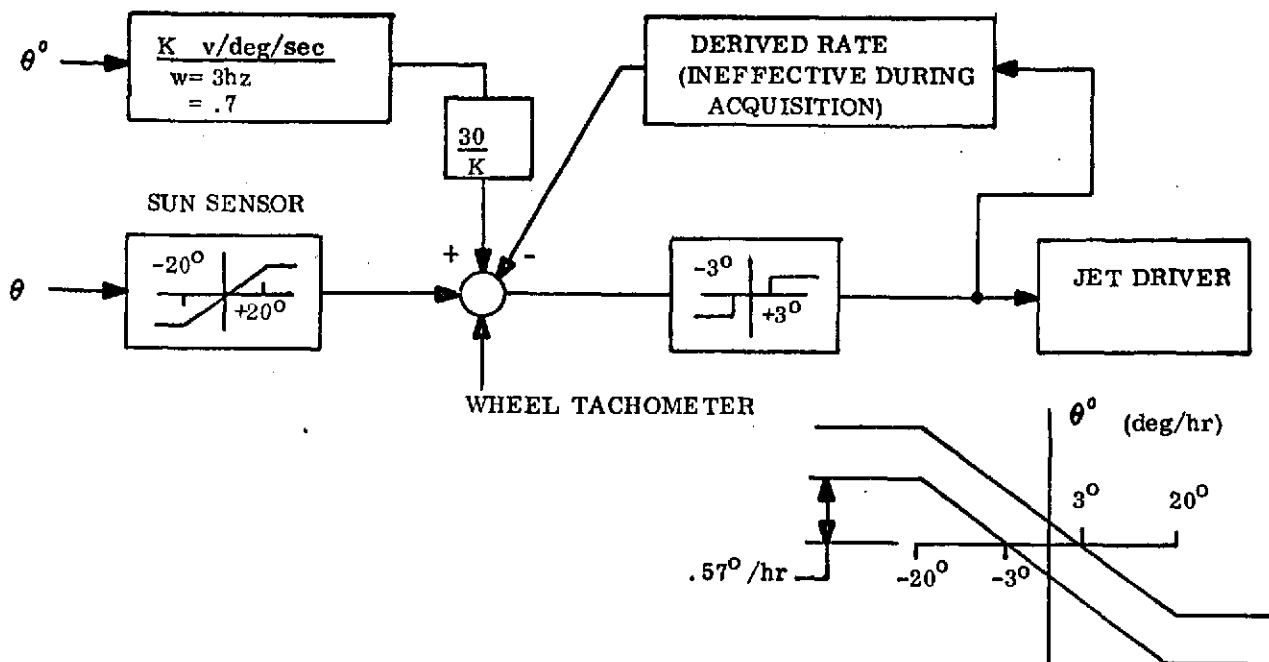 θ°
K v/deg/sec
w= 3hz
= .7
DERIVED RATE
(INEFFECTIVE DURING
ACQUISITION)
30
K
SUN SENSOR
+
-
-20°
+20°
θ
-3°
+3°
JET DRIVER
WHEEL TACHOMETER
θ° (deg/hr)
3°
20°
.57°/hr
-20°
-3°